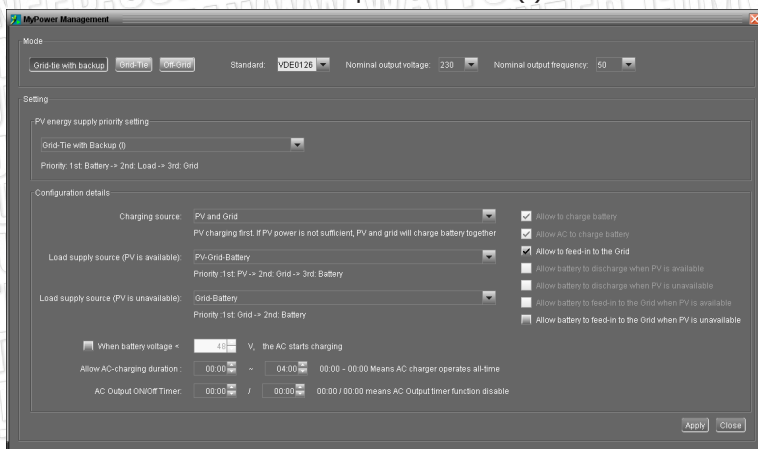 MyPower Management
Mode
Grid-tie with backup Grid-Tie Off-Grid Standard: VDE0126 Nominal output voltage: 230 Nominal output frequency: 50
Setting
PV energy supply priority setting
Grid-Tie with Backup (I)
Priority: 1st: Battery -> 2nd: Load -> 3rd: Grid
Configuration details
Charging source: PV and Grid
PV charging first. If PV power is not sufficient, PV and grid will charge battery together
Load supply source (PV is available): PV-Grid-Battery
Priority :1st: PV -> 2nd: Grid -> 3rd: Battery
Load supply source (PV is unavailable): Grid-Battery
Priority :1st: Grid -> 2nd: Battery
Allow to charge battery
Allow AC to charge battery
Allow to feed-in to the Grid
Allow battery to discharge when PV is available
Allow battery to discharge when PV is unavailable
Allow battery to feed-in to the Grid when PV is available
Allow battery to feed-in to the Grid when PV is unavailable
When battery voltage < 48 V, the AC starts charging
Allow AC-charging duration : 00:00 ~ 04:00 00:00 - 00:00 Means AC charger operates all-time
AC Output ON/Off Timer: 00:00 / 00:00 00:00 / 00:00 means AC Output timer function disable
Apply Close